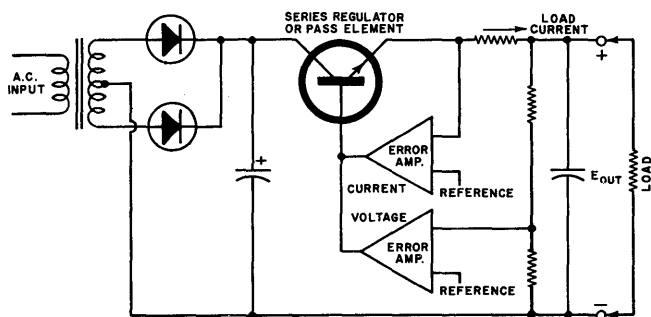 SERIES REGULATOR
OR PASS ELEMENT
LOAD
CURRENT
A.C.
INPUT
+
+
ERROR
AMP.
CURRENT
REFERENCE
VOLTAGE
ERROR
AMP.
REFERENCE
EOUT
LOAD
–